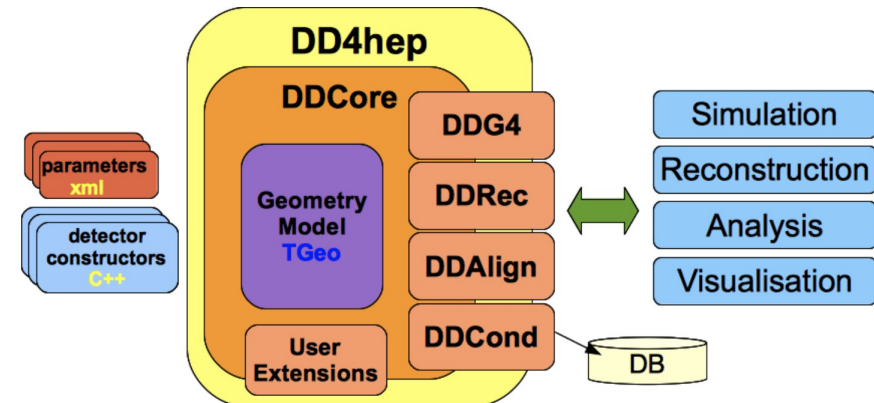 DD4hep
DDCore
parameters
xml
detector
constructors
C++
Geometry
Model
TGeo
User
Extensions
DDG4
DDRec
DDAlign
DDCond
Simulation
Reconstruction
Analysis
Visualisation
DB